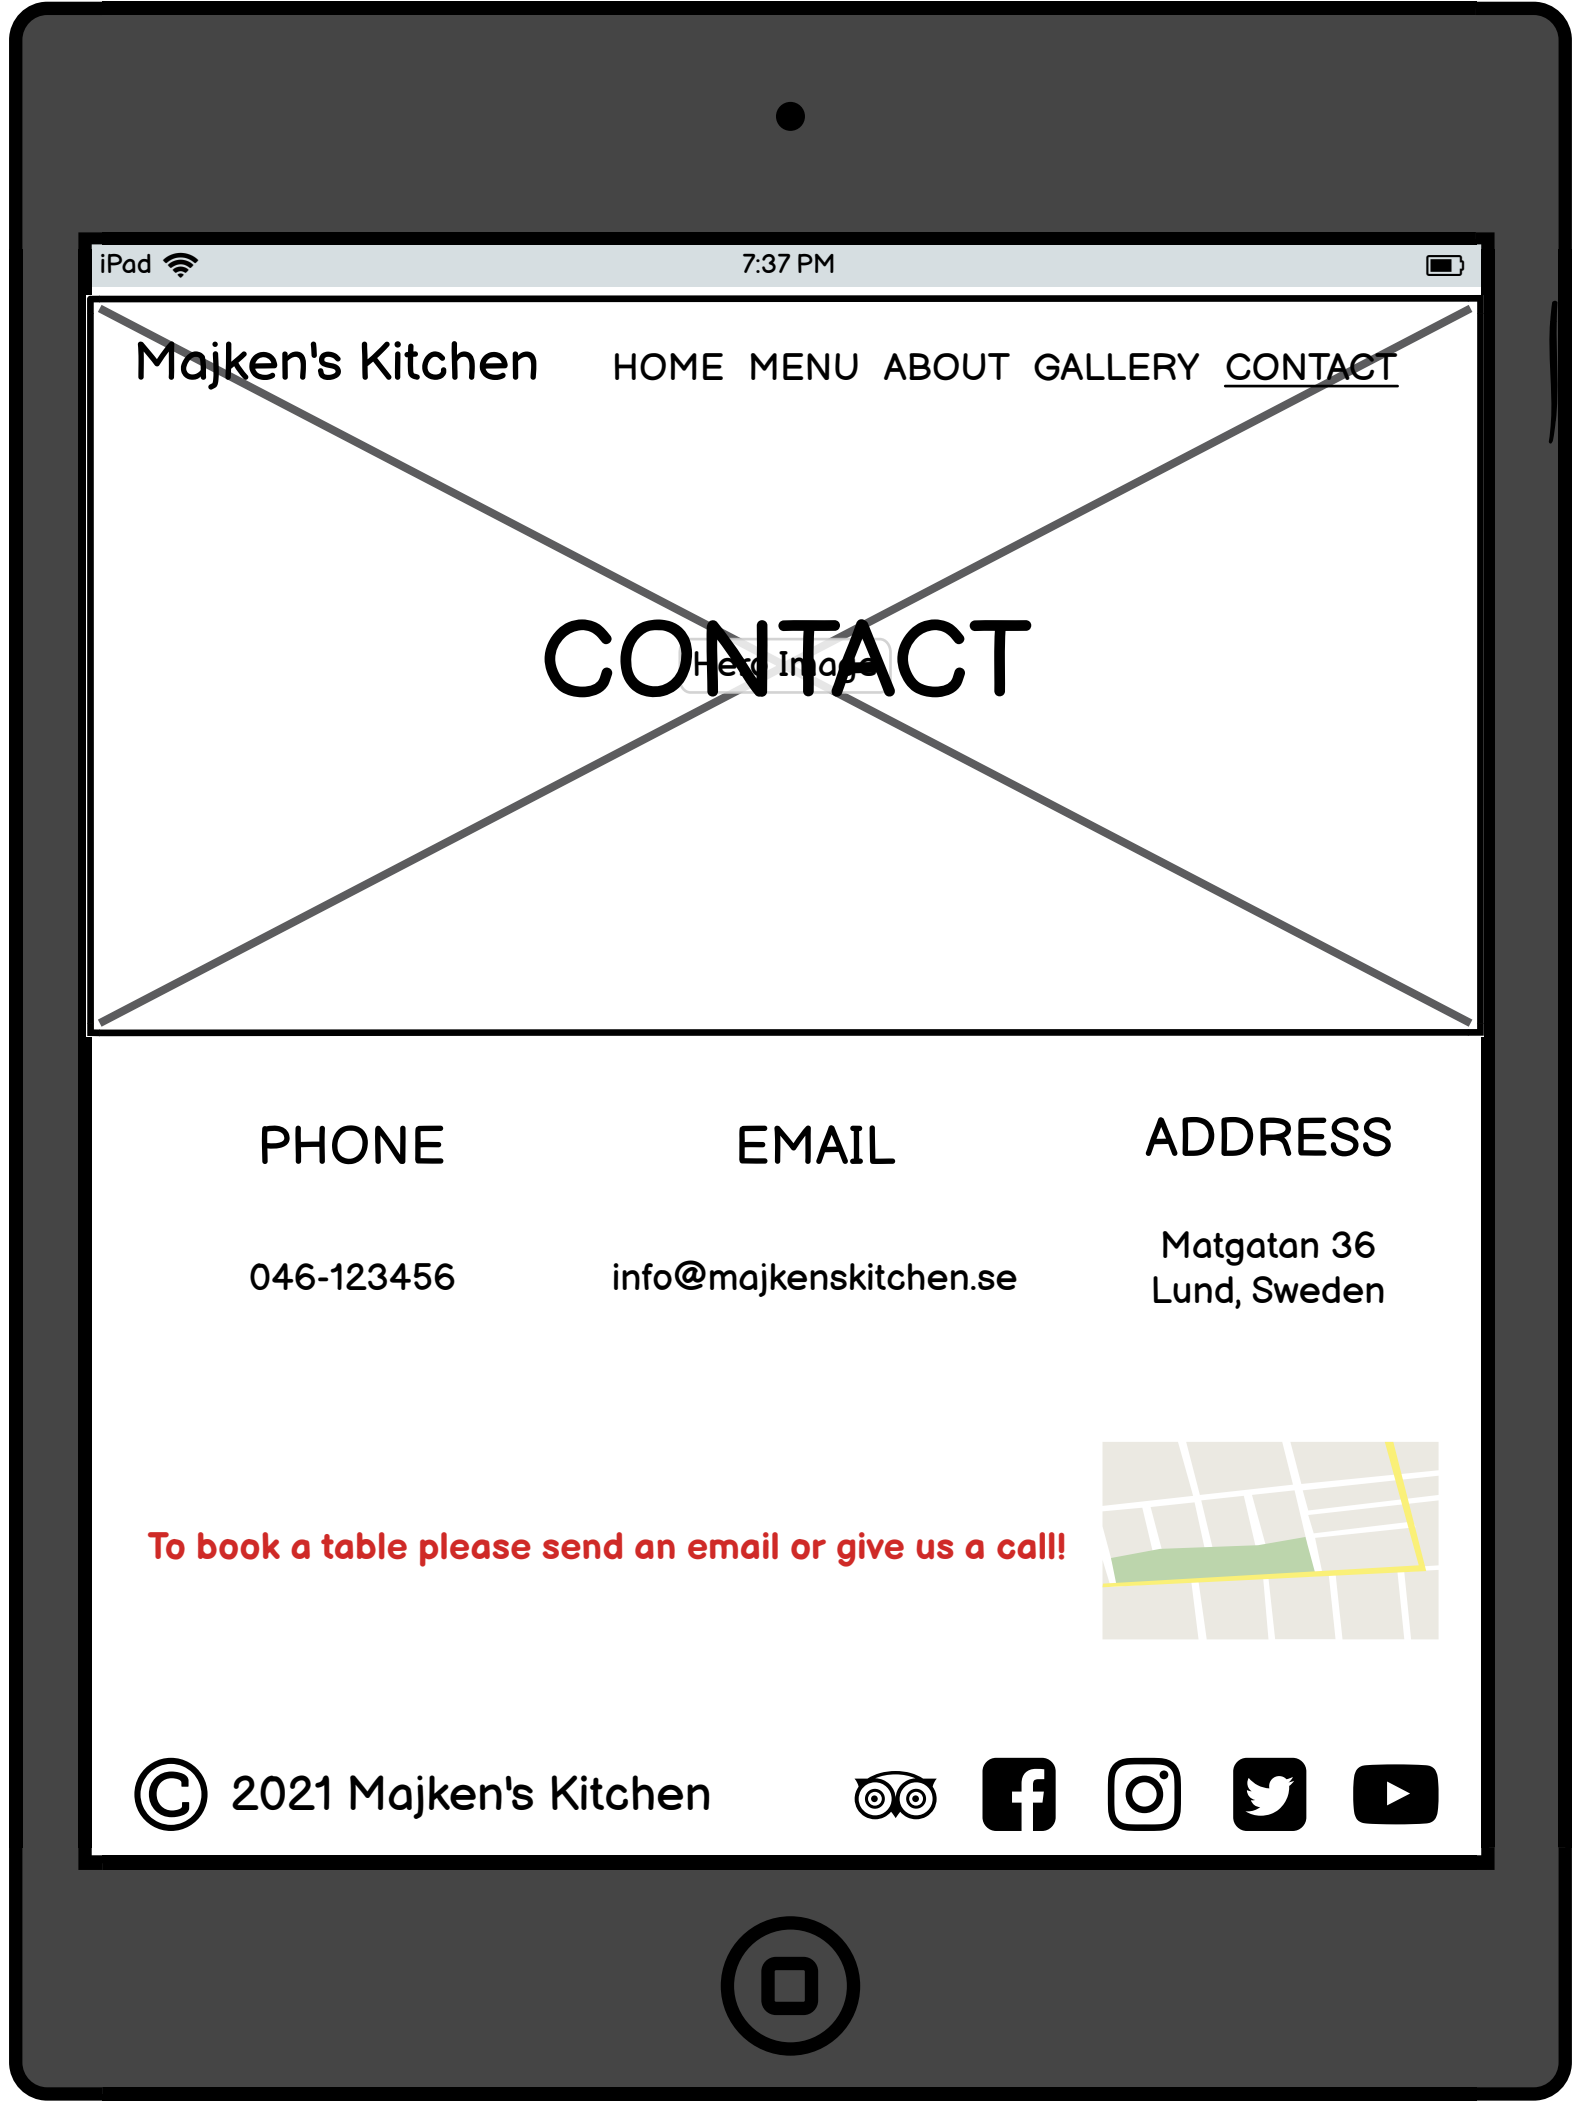 iPad 7:37 PM
Majken's Kitchen HOME MENU ABOUT GALLERY CONTACT
CONTACT
Hero Image
PHONE EMAIL ADDRESS
046-123456 info@majkenskitchen.se Matgatan 36
Lund, Sweden
To book a table please send an email or give us a call!
© 2021 Majken's Kitchen